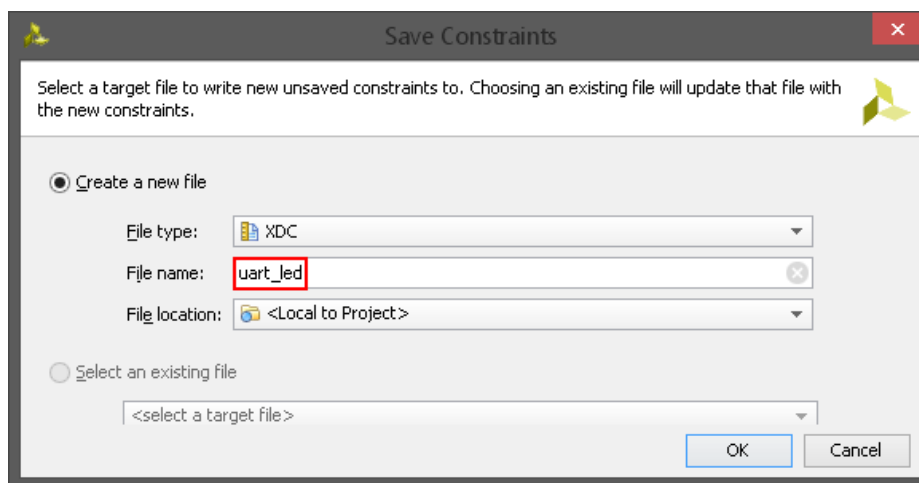 Save Constraints
Select a target file to write new unsaved constraints to. Choosing an existing file will update that file with
the new constraints.
Create a new file
File type: XDC
File name: uart_led
File location: <Local to Project>
Select an existing file
<select a target file>
OK Cancel